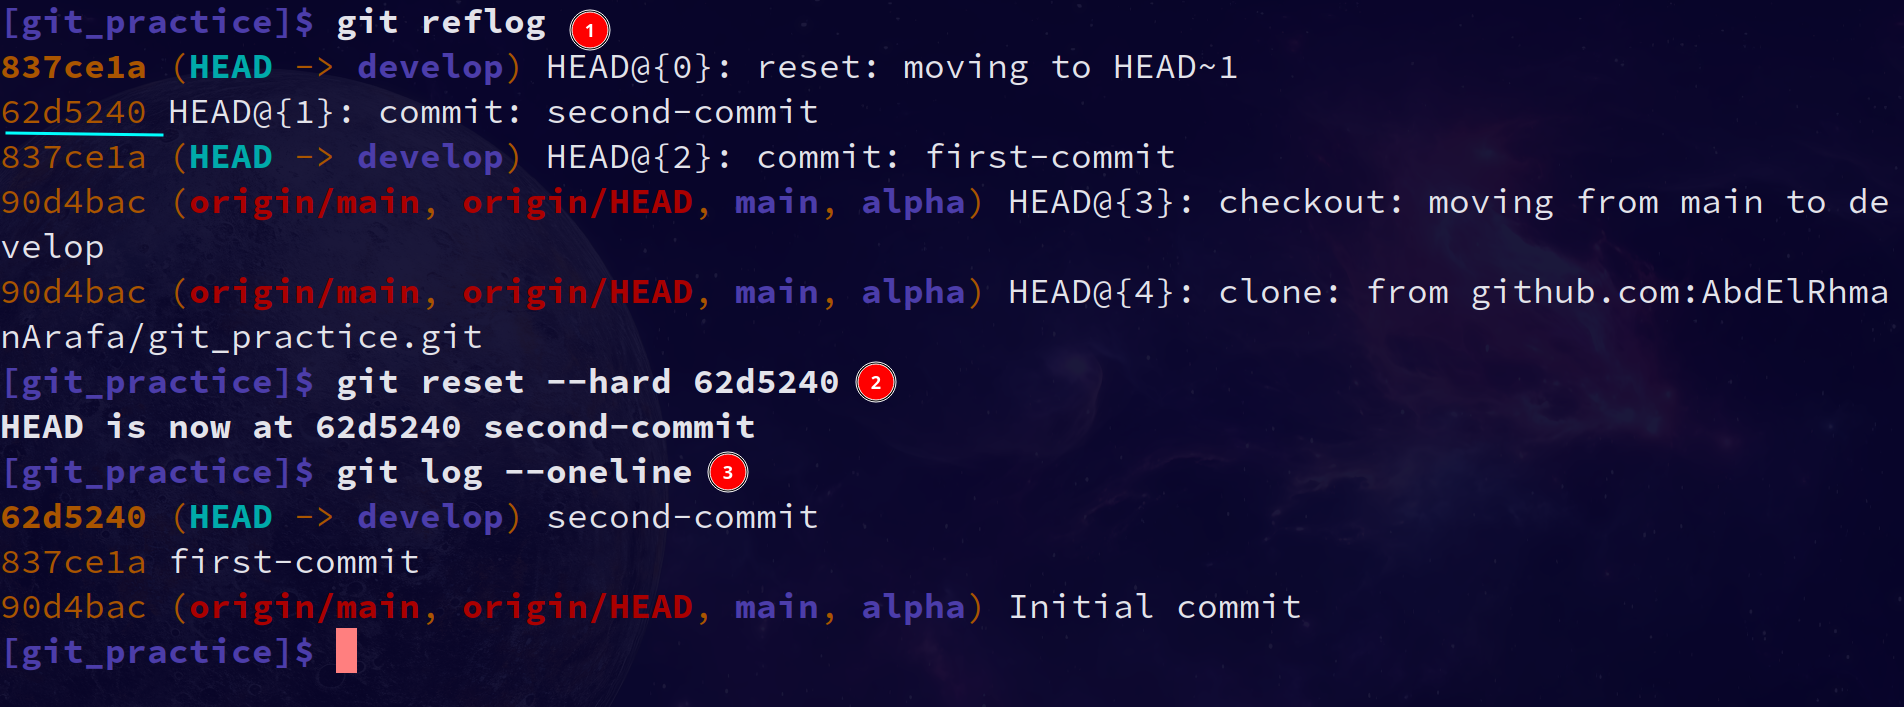 [git_practice]$ git reflog 1
837ce1a (HEAD -> develop) HEAD@{0}: reset: moving to HEAD~1
62d5240 HEAD@{1}: commit: second-commit
837ce1a (HEAD -> develop) HEAD@{2}: commit: first-commit
90d4bac (origin/main, origin/HEAD, main, alpha) HEAD@{3}: checkout: moving from main to de
velop
90d4bac (origin/main, origin/HEAD, main, alpha) HEAD@{4}: clone: from github.com:AbdElRhma
nArafa/git_practice.git
[git_practice]$ git reset --hard 62d5240 2
HEAD is now at 62d5240 second-commit
[git_practice]$ git log --oneline 3
62d5240 (HEAD -> develop) second-commit
837ce1a first-commit
90d4bac (origin/main, origin/HEAD, main, alpha) Initial commit
[git_practice]$